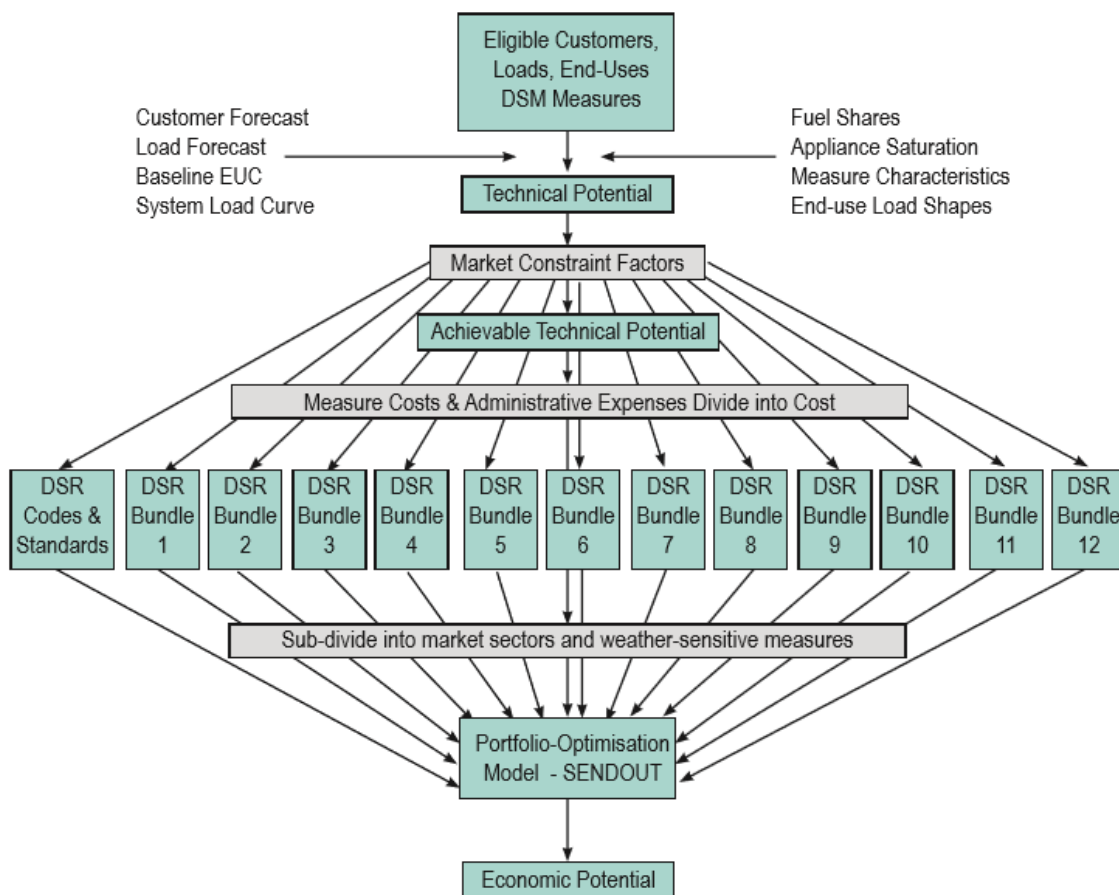 Eligible Customers,
Loads, End-Uses
DSM Measures
Customer Forecast
Load Forecast
Baseline EUC
System Load Curve
Fuel Shares
Appliance Saturation
Measure Characteristics
End-use Load Shapes
Technical Potential
Market Constraint Factors
Achievable Technical Potential
Measure Costs & Administrative Expenses Divide into Cost
DSR
Codes &
Standards
DSR
Bundle
1
DSR
Bundle
2
DSR
Bundle
3
DSR
Bundle
4
DSR
Bundle
5
DSR
Bundle
6
DSR
Bundle
7
DSR
Bundle
8
DSR
Bundle
9
DSR
Bundle
10
DSR
Bundle
11
DSR
Bundle
12
Sub-divide into market sectors and weather-sensitive measures
Portfolio-Optimisation
Model - SENDOUT
Economic Potential